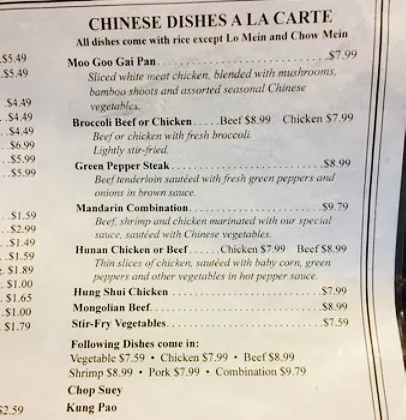 CHINESE DISHES A LA CARTE
All dishes come with rice except Lo Mein and Chow Mein
Moo Goo Gai Pan.............................$7.99
Sliced white meat chicken, blended with mushrooms,
bamboo shoots and assorted seasonal Chinese
vegetables.
Broccoli Beef or Chicken.....Beef $8.99 Chicken $7.99
Beef or chicken with fresh broccoli.
Lightly stir-fried.
Green Pepper Steak..........................$8.99
Beef tenderloin sautéed with fresh green peppers and
onions in brown sauce.
Mandarin Combination........................$9.79
Beef, shrimp and chicken marinated with our special
sauce, sautéed with Chinese vegetables.
Hunan Chicken or Beef......Chicken $7.99 Beef $8.99
Thin slices of chicken, sautéed with baby corn, green
peppers and other vegetables in hot pepper sauce.
Hung Shui Chicken..........................$7.99
Mongolian Beef..............................$8.99
Stir-Fry Vegetables..........................$7.59
Following Dishes come in:
Vegetable $7.59 • Chicken $7.99 • Beef $8.99
Shrimp $8.99 • Pork $7.99 • Combination $9.79
Chop Suey
Kung Pao
.$5.49
.$5.49
.$4.49
.$4.49
.$4.49
.$6.99
.$5.99
.$5.99
...$1.59
...$2.99
...$1.49
...$1.59
. $1.89
..$1.00
..$1.65
..$1.00
..$1.79
$2.59